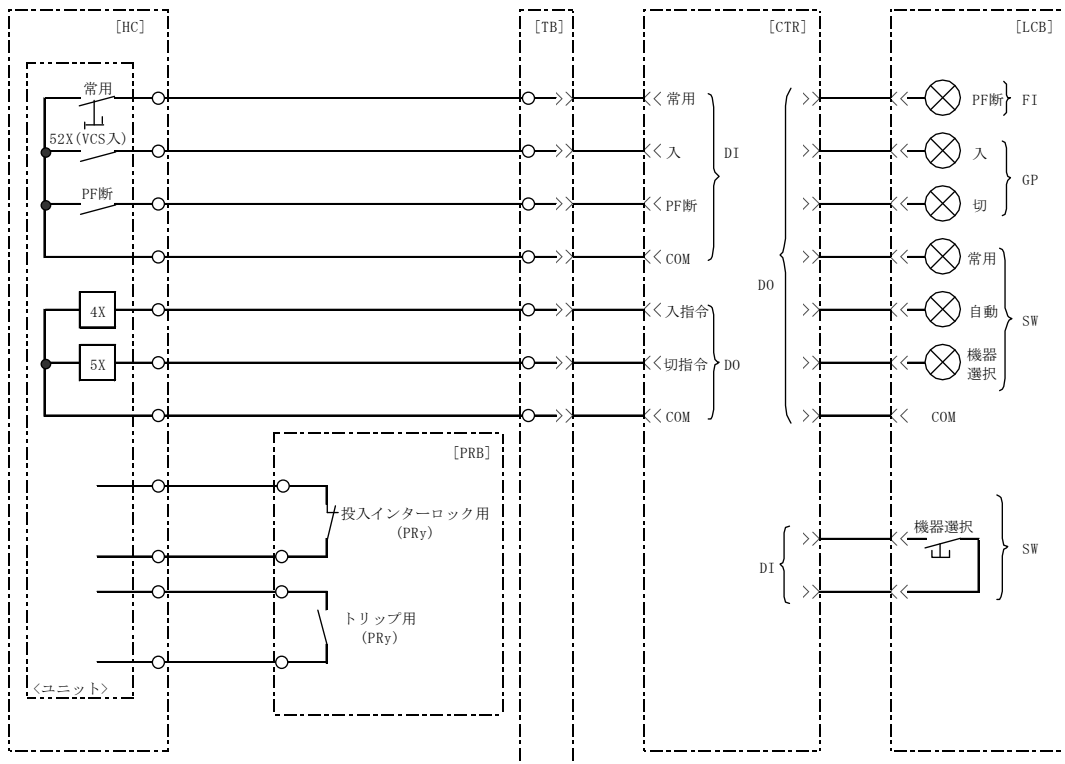 [HC]
[TB]
[CTR]
[LCB]
常用
常用
PF断
FI
52X(VCS入)
入
DI
入
GP
PF断
PF断
切
COM
常用
DO
4X
入指令
自動
SW
5X
切指令
DO
機器
選択
COM
COM
[PRB]
投入インターロック用
(PRy)
機器選択
SW
DI
トリップ用
(PRy)
<ユニット>